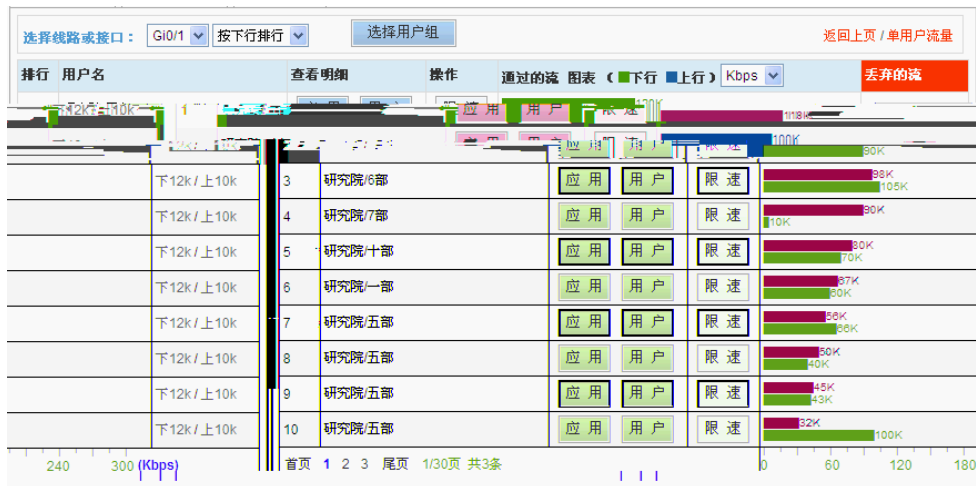 选择线路或接口： Gi0/1 按下行排行 选择用户组 返回上页 / 单用户流量
排行 用户名 查看明细 操作 通过的流 图表 （ 下行 上行 ） Kbps 丢弃的流
1 应 用 用 户 限 速
100K
90K
下12k / 上10k 3 研究院/6部 应 用 用 户 限 速 98K
105K
下12k / 上10k 4 研究院/7部 应 用 用 户 限 速 90K
10K
下12k / 上10k 5 研究院/十部 应 用 用 户 限 速 80K
70K
下12k / 上10k 6 研究院/一部 应 用 用 户 限 速 67K
60K
下12k / 上10k 7 研究院/五部 应 用 用 户 限 速 56K
66K
下12k / 上10k 8 研究院/五部 应 用 用 户 限 速 50K
40K
下12k / 上10k 9 研究院/五部 应 用 用 户 限 速 45K
43K
下12k / 上10k 10 研究院/五部 应 用 用 户 限 速 32K
100K
240 300 (Kbps) 首页 1 2 3 尾页 1/30页 共3条 0 60 120 180